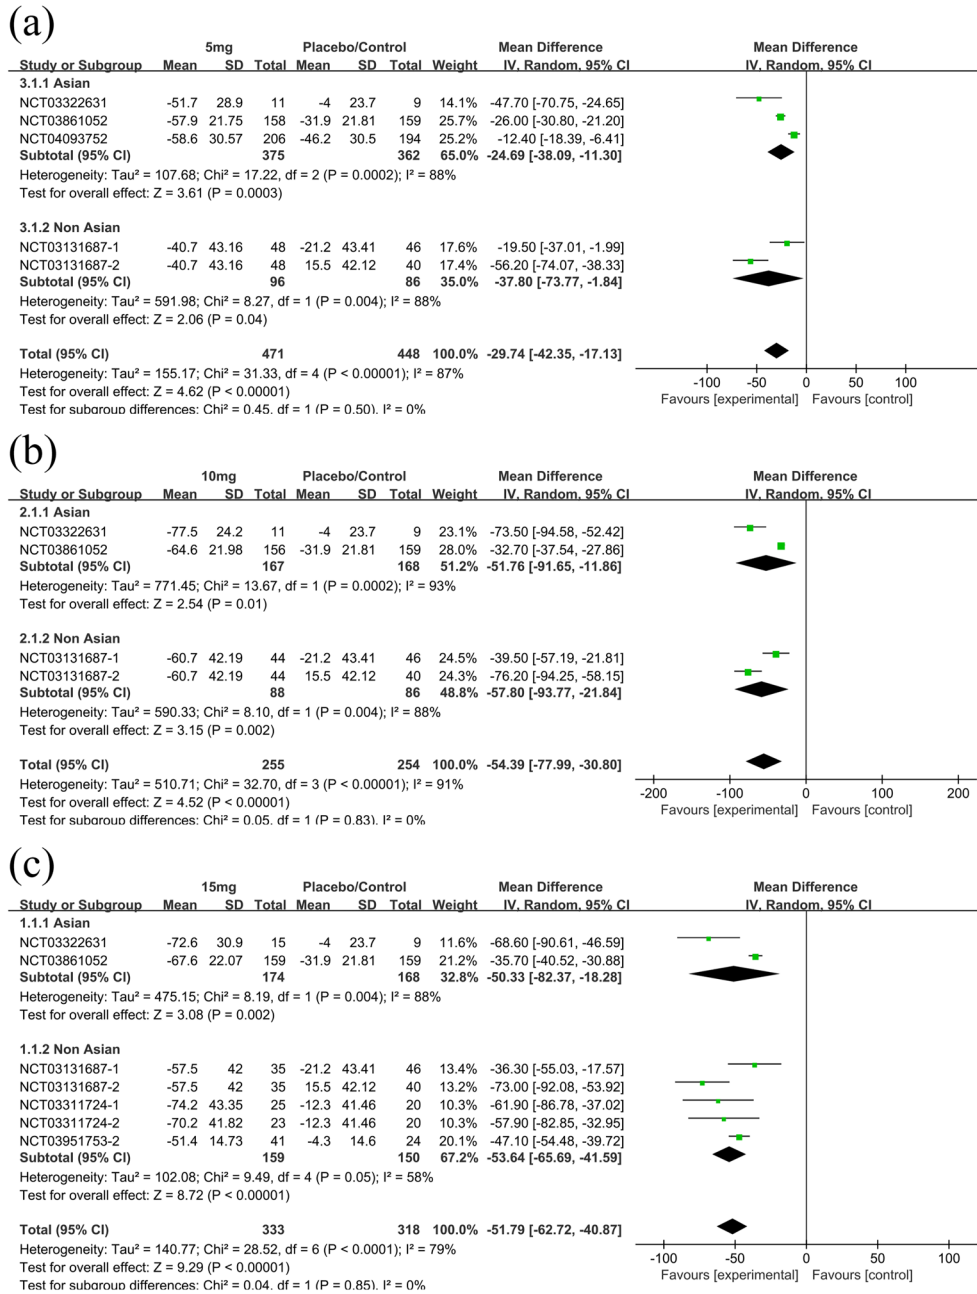 (a)
5mg Placebo/Control Mean Difference Mean Difference
Study or Subgroup Mean SD Total Mean SD Total Weight IV, Random, 95% CI IV, Random, 95% CI
3.1.1 Asian
NCT03322631 -51.7 28.9 11 -4 23.7 9 14.1% -47.70 [-70.75, -24.65]
NCT03861052 -57.9 21.75 158 -31.9 21.81 159 25.7% -26.00 [-30.80, -21.20]
NCT04093752 -58.6 30.57 206 -46.2 30.5 194 25.2% -12.40 [-18.39, -6.41]
Subtotal (95% CI) 375 362 65.0% -24.69 [-38.09, -11.30]
Heterogeneity: Tau² = 107.68; Chi² = 17.22, df = 2 (P = 0.0002); I² = 88%
Test for overall effect: Z = 3.61 (P = 0.0003)
3.1.2 Non Asian
NCT03131687-1 -40.7 43.16 48 -21.2 43.41 46 17.6% -19.50 [-37.01, -1.99]
NCT03131687-2 -40.7 43.16 48 15.5 42.12 40 17.4% -56.20 [-74.07, -38.33]
Subtotal (95% CI) 96 86 35.0% -37.80 [-73.77, -1.84]
Heterogeneity: Tau² = 591.98; Chi² = 8.27, df = 1 (P = 0.004); I² = 88%
Test for overall effect: Z = 2.06 (P = 0.04)
Total (95% CI) 471 448 100.0% -29.74 [-42.35, -17.13]
Heterogeneity: Tau² = 155.17; Chi² = 31.33, df = 4 (P < 0.00001); I² = 87%
Test for overall effect: Z = 4.62 (P < 0.00001)
Test for subgroup differences: Chi² = 0.45, df = 1 (P = 0.50), I² = 0%
-100 -50 0 50 100
Favours [experimental] Favours [control]
(b)
10mg Placebo/Control Mean Difference Mean Difference
Study or Subgroup Mean SD Total Mean SD Total Weight IV, Random, 95% CI IV, Random, 95% CI
2.1.1 Asian
NCT03322631 -77.5 24.2 11 -4 23.7 9 23.1% -73.50 [-94.58, -52.42]
NCT03861052 -64.6 21.98 156 -31.9 21.81 159 28.0% -32.70 [-37.54, -27.86]
Subtotal (95% CI) 167 168 51.2% -51.76 [-91.65, -11.86]
Heterogeneity: Tau² = 771.45; Chi² = 13.67, df = 1 (P = 0.0002); I² = 93%
Test for overall effect: Z = 2.54 (P = 0.01)
2.1.2 Non Asian
NCT03131687-1 -60.7 42.19 44 -21.2 43.41 46 24.5% -39.50 [-57.19, -21.81]
NCT03131687-2 -60.7 42.19 44 15.5 42.12 40 24.3% -76.20 [-94.25, -58.15]
Subtotal (95% CI) 88 86 48.8% -57.80 [-93.77, -21.84]
Heterogeneity: Tau² = 590.33; Chi² = 8.10, df = 1 (P = 0.004); I² = 88%
Test for overall effect: Z = 3.15 (P = 0.002)
Total (95% CI) 255 254 100.0% -54.39 [-77.99, -30.80]
Heterogeneity: Tau² = 510.71; Chi² = 32.70, df = 3 (P < 0.00001); I² = 91%
Test for overall effect: Z = 4.52 (P < 0.00001)
Test for subgroup differences: Chi² = 0.05, df = 1 (P = 0.83), I² = 0%
-200 -100 0 100 200
Favours [experimental] Favours [control]
(c)
15mg Placebo/Control Mean Difference Mean Difference
Study or Subgroup Mean SD Total Mean SD Total Weight IV, Random, 95% CI IV, Random, 95% CI
1.1.1 Asian
NCT03322631 -72.6 30.9 15 -4 23.7 9 11.6% -68.60 [-90.61, -46.59]
NCT03861052 -67.6 22.07 159 -31.9 21.81 159 21.2% -35.70 [-40.52, -30.88]
Subtotal (95% CI) 174 168 32.8% -50.33 [-82.37, -18.28]
Heterogeneity: Tau² = 475.15; Chi² = 8.19, df = 1 (P = 0.004); I² = 88%
Test for overall effect: Z = 3.08 (P = 0.002)
1.1.2 Non Asian
NCT03131687-1 -57.5 42 35 -21.2 43.41 46 13.4% -36.30 [-55.03, -17.57]
NCT03131687-2 -57.5 42 35 15.5 42.12 40 13.2% -73.00 [-92.08, -53.92]
NCT03311724-1 -74.2 43.35 25 -12.3 41.46 20 10.3% -61.90 [-86.78, -37.02]
NCT03311724-2 -70.2 41.82 23 -12.3 41.46 20 10.3% -57.90 [-82.85, -32.95]
NCT03951753-2 -51.4 14.73 41 -4.3 14.6 24 20.1% -47.10 [-54.48, -39.72]
Subtotal (95% CI) 159 150 67.2% -53.64 [-65.69, -41.59]
Heterogeneity: Tau² = 102.08; Chi² = 9.49, df = 4 (P = 0.05); I² = 58%
Test for overall effect: Z = 8.72 (P < 0.00001)
Total (95% CI) 333 318 100.0% -51.79 [-62.72, -40.87]
Heterogeneity: Tau² = 140.77; Chi² = 28.52, df = 6 (P < 0.0001); I² = 79%
Test for overall effect: Z = 9.29 (P < 0.00001)
Test for subgroup differences: Chi² = 0.04, df = 1 (P = 0.85), I² = 0%
-100 -50 0 50 100
Favours [experimental] Favours [control]